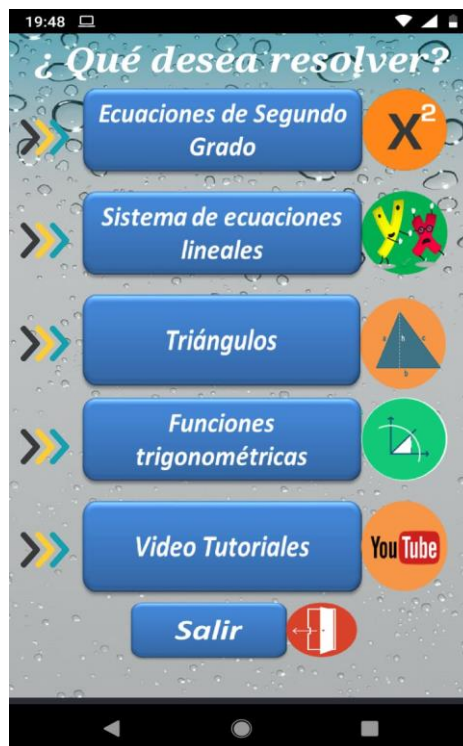 19:48
¿Qué desea resolver?
Ecuaciones de Segundo
Grado
X²
Sistema de ecuaciones
lineales
Y X
Triángulos
a h c
b
Funciones
trigonométricas
Video Tutoriales
YouTube
Salir